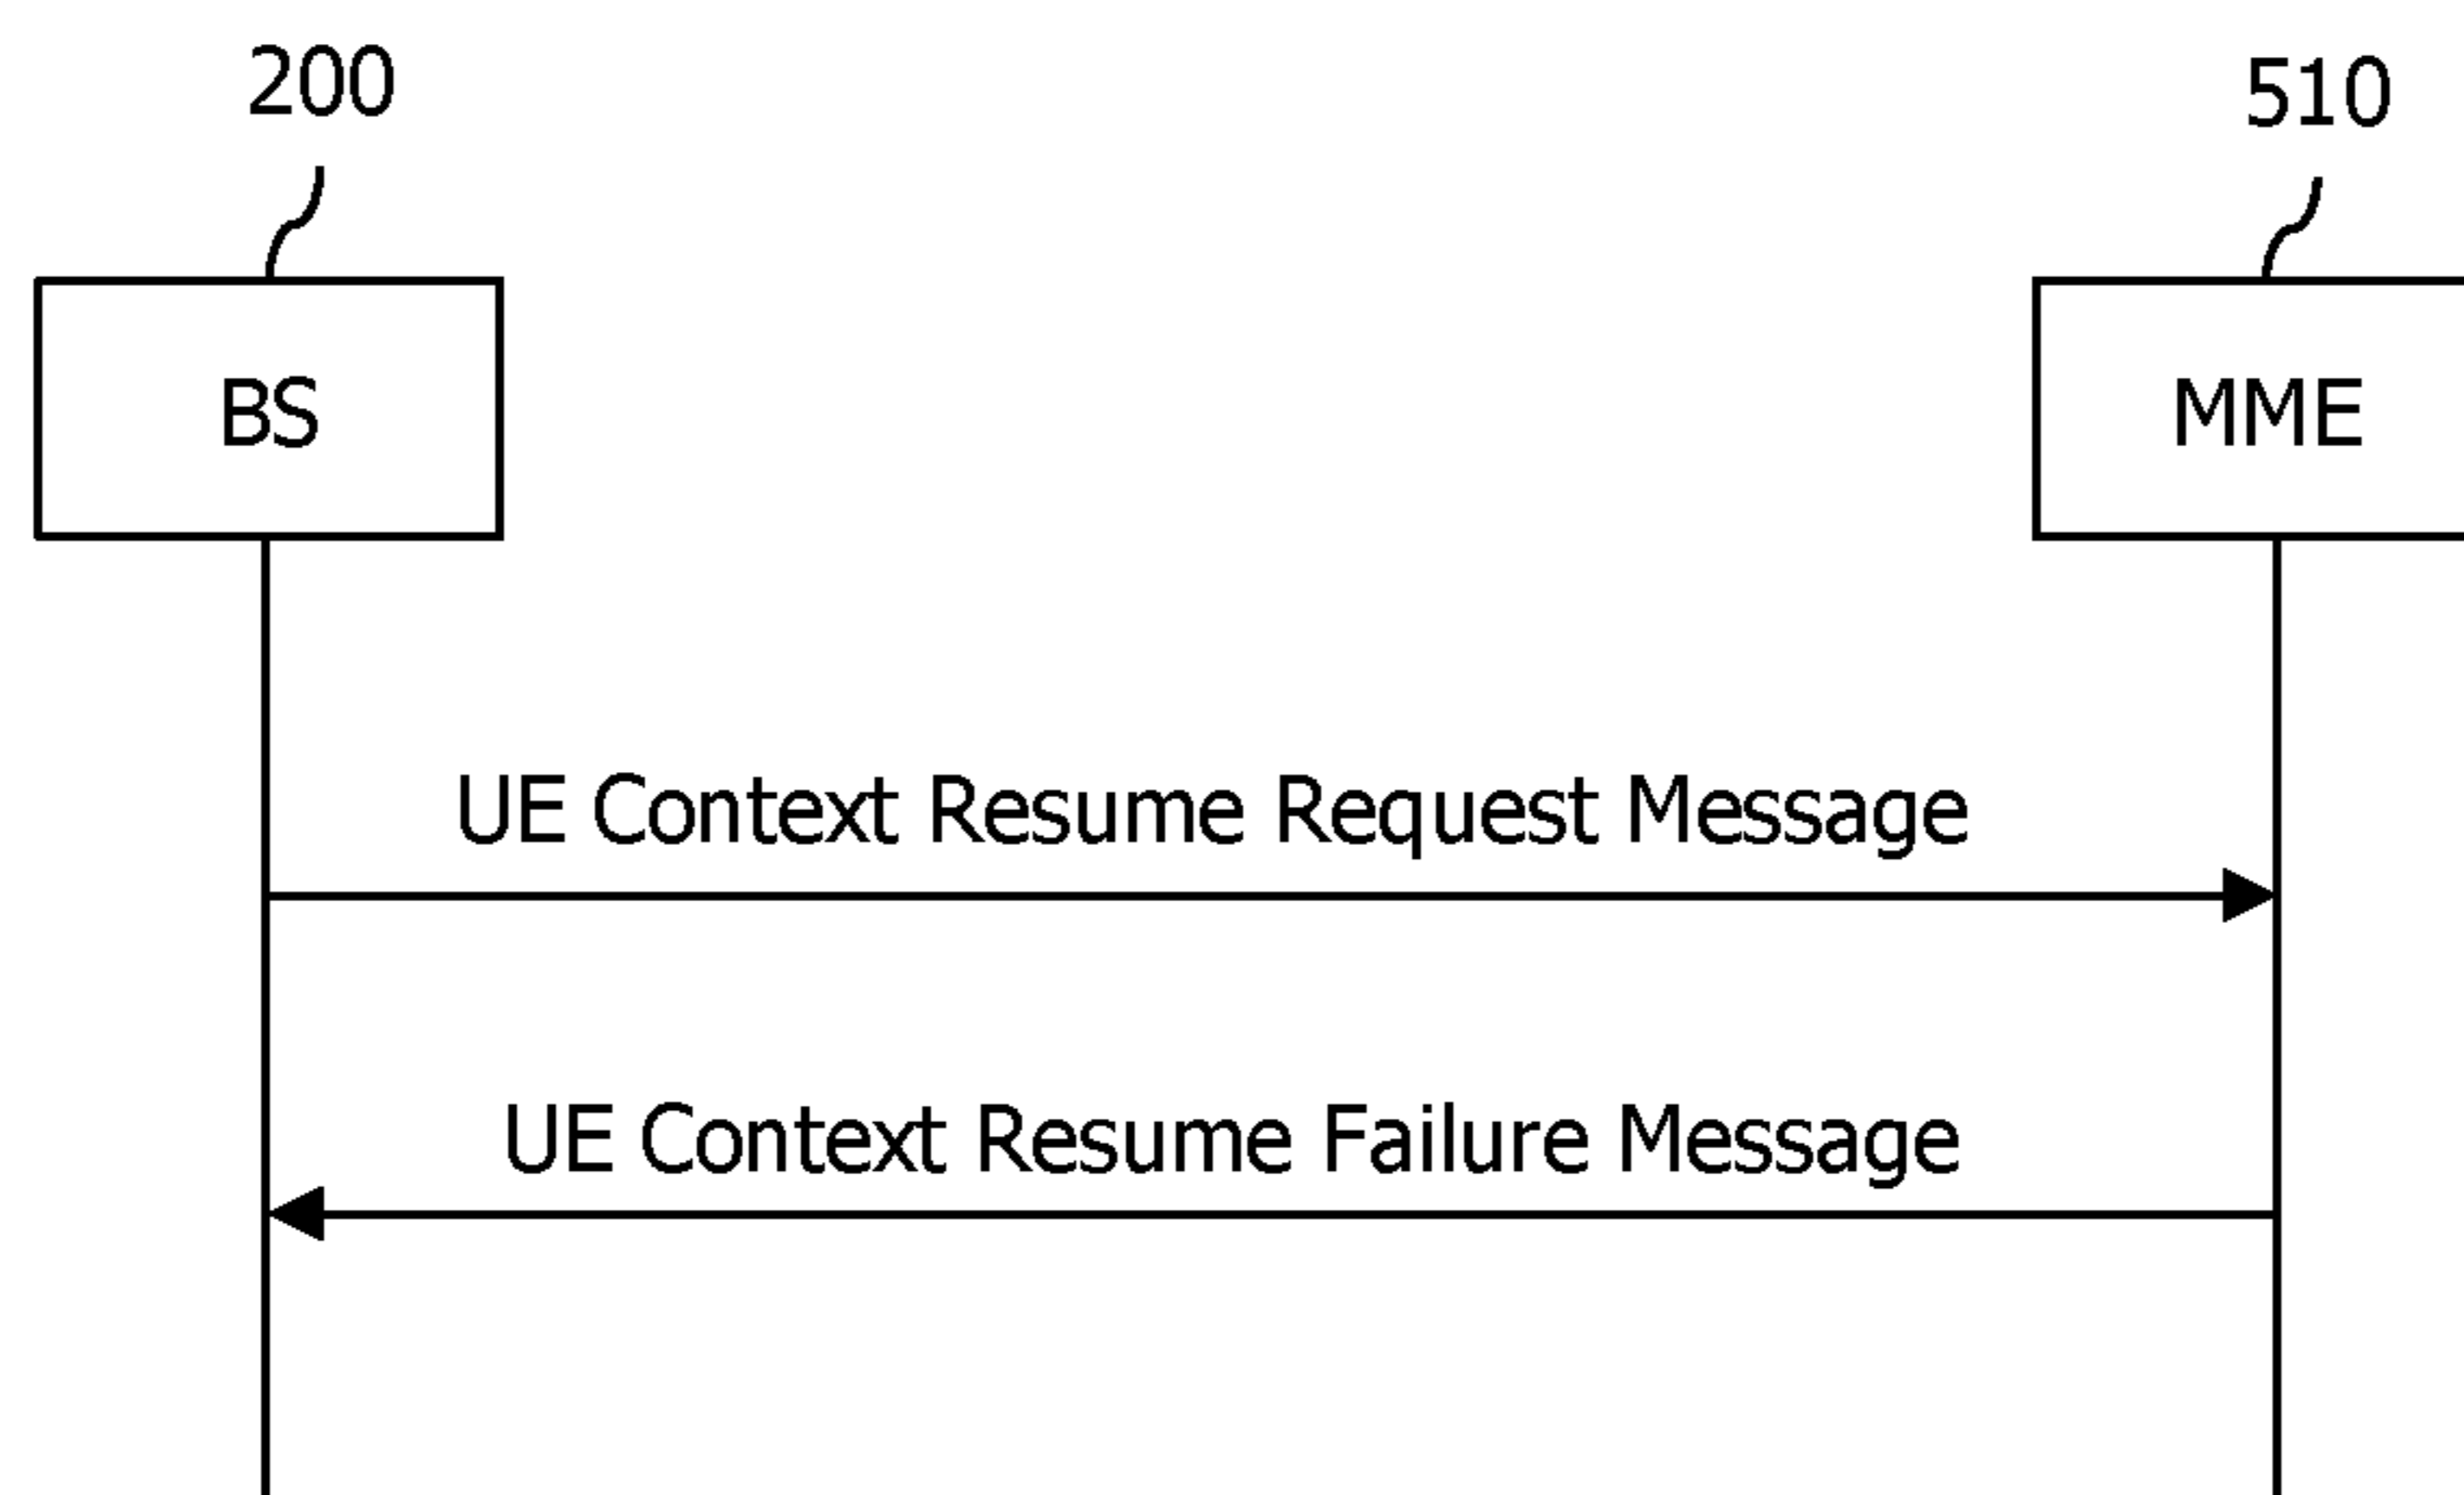 200
510
BS
MME
UE Context Resume Request Message
UE Context Resume Failure Message